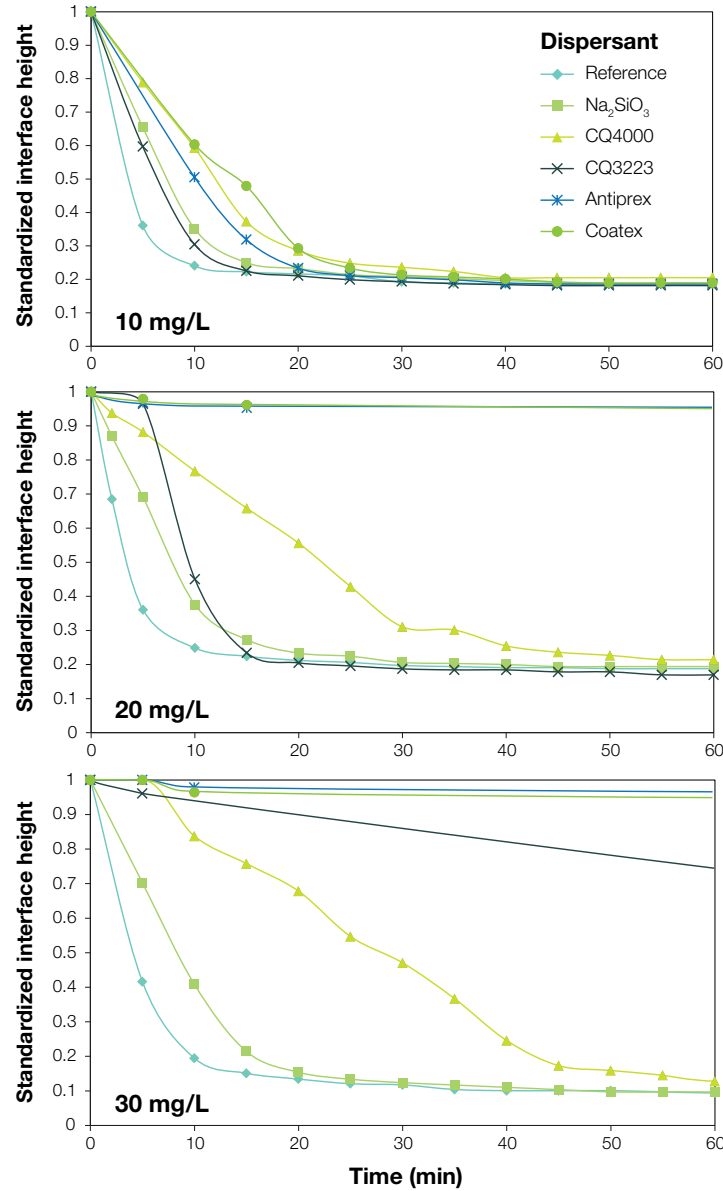 Standardized interface height
1
0.9
0.8
0.7
0.6
0.5
0.4
0.3
0.2
0.1
0
0 10 20 30 40 50 60
10 mg/L
Dispersant
Reference
Na₂SiO₃
CQ4000
CQ3223
Antiprex
Coatex
Standardized interface height
1
0.9
0.8
0.7
0.6
0.5
0.4
0.3
0.2
0.1
0
0 10 20 30 40 50 60
20 mg/L
Standardized interface height
1
0.9
0.8
0.7
0.6
0.5
0.4
0.3
0.2
0.1
0
0 10 20 30 40 50 60
30 mg/L
Time (min)